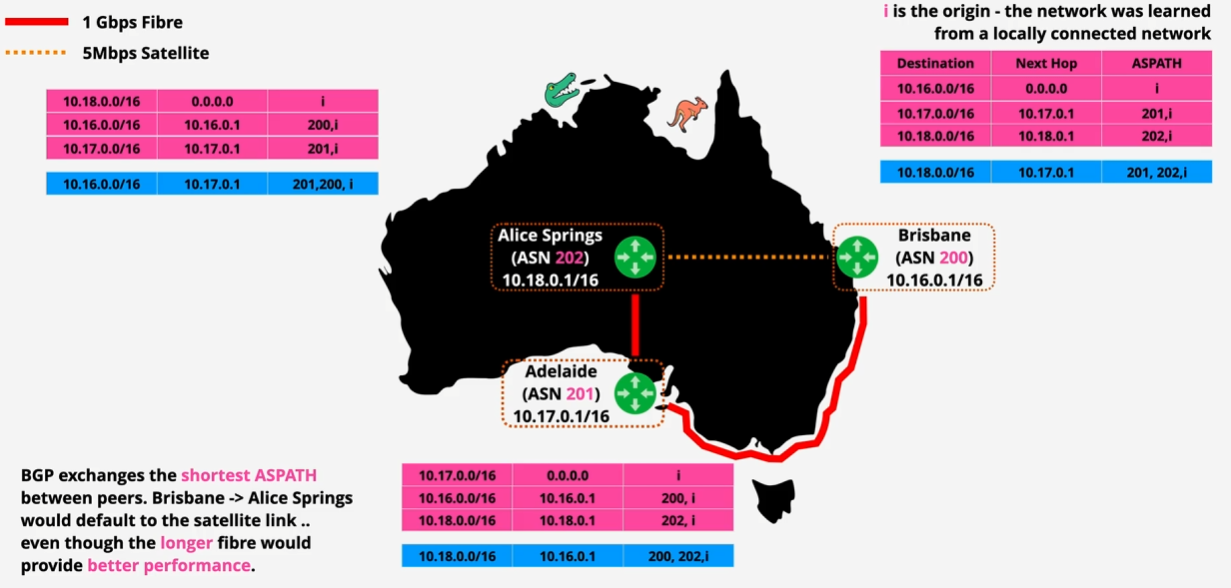 1 Gbps Fibre
5Mbps Satellite
i is the origin - the network was learned
from a locally connected network
Destination Next Hop ASPATH
10.16.0.0/16 0.0.0.0 i
10.17.0.0/16 10.17.0.1 201,i
10.18.0.0/16 10.18.0.1 202,i
10.18.0.0/16 10.17.0.1 201, 202,i
10.18.0.0/16 0.0.0.0 i
10.16.0.0/16 10.16.0.1 200,i
10.17.0.0/16 10.17.0.1 201,i
10.16.0.0/16 10.17.0.1 201,200, i
Alice Springs
(ASN 202)
10.18.0.1/16
Brisbane
(ASN 200)
10.16.0.1/16
Adelaide
(ASN 201)
10.17.0.1/16
BGP exchanges the shortest ASPATH
between peers. Brisbane -> Alice Springs
would default to the satellite link ..
even though the longer fibre would
provide better performance.
10.17.0.0/16 0.0.0.0 i
10.16.0.0/16 10.16.0.1 200, i
10.18.0.0/16 10.18.0.1 202, i
10.18.0.0/16 10.16.0.1 200, 202,i